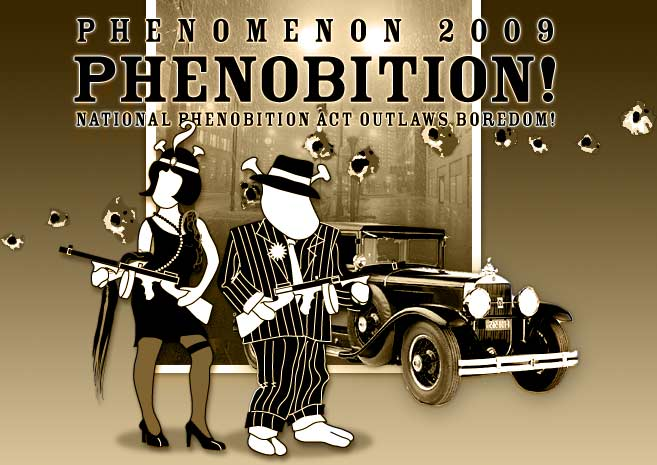 PHENOMENON 2009
PHENOBITION!
NATIONAL PHENOBITION ACT OUTLAWS BOREDOM!